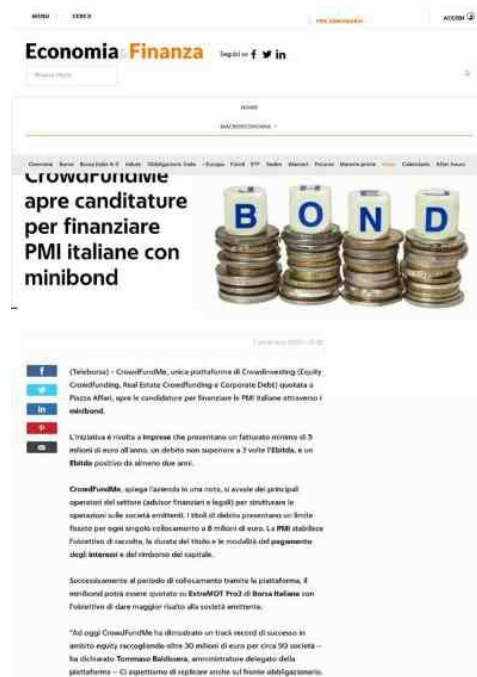 MENU
CERCA
ACCEDI
Economia&Finanza
Seguici su
HOME
MACROECONOMIA
CrowdFundMe
apre canditature
per finanziare
PMI italiane con
minibond
B O N D
(Teleborsa) - CrowdFundMe, unica piattaforma di Crowdinvesting (Equity
Crowdfunding, Real Estate Crowdfunding e Corporate Debt) quotata a
Piazza Affari, apre le candidature per finanziare le PMI italiane attraverso i
minibond.
L'iniziativa è rivolta a imprese che presentano un fatturato minimo di 5
milioni di euro all'anno, un debito non superiore a 3 volte l'Ebitda, e un
Ebitda positivo da almeno due anni.
CrowdFundMe, spiega l'azienda in una nota, si avvale dei principali
operatori del settore (advisor finanziari e legali) per strutturare le
operazioni sulle società emittenti. I titoli di debito presentano un limite
fissato per ogni singolo collocamento a 8 milioni di euro. La PMI stabilisce
l'obiettivo di raccolta, la durata del titolo e le modalità del pagamento
degli interessi e del rimborso del capitale.
Successivamente al periodo di collocamento tramite la piattaforma, il
minibond potrà essere quotato su ExtraMOT Pro3 di Borsa Italiana con
l'obiettivo di dare maggior risalto alla società emittente.
"Ad oggi CrowdFundMe ha dimostrato un track record di successo in
ambito equity raccogliendo oltre 30 milioni di euro per circa 90 società –
ha dichiarato Tommaso Baldissera, amministratore delegato della
piattaforma – Ci aspettiamo di replicare anche sul fronte obbligazionario.